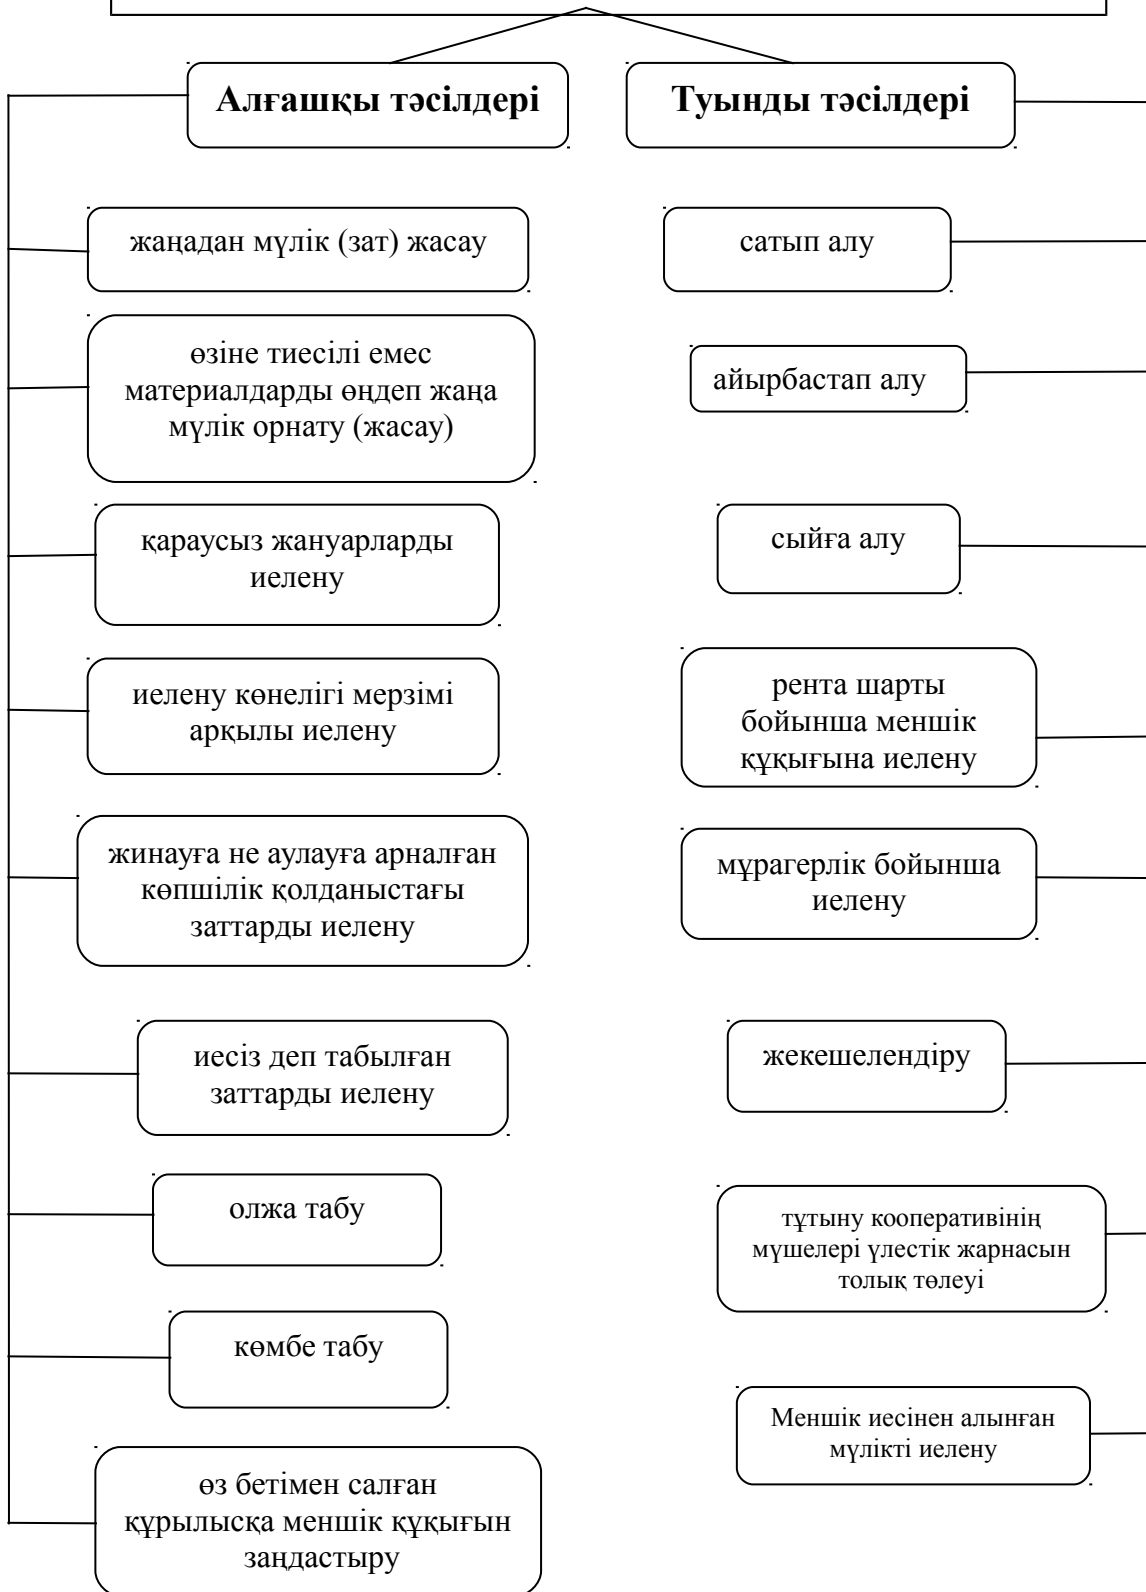 Алғашқы тәсілдері
Туынды тәсілдері
жаңадан мүлік (зат) жасау
өзіне тиесілі емес
материалдарды өңдеп жаңа
мүлік орнату (жасау)
қараусыз жануарларды
иелену
иелену көнелігі мерзімі
арқылы иелену
жинауға не аулауға арналған
көпшілік қолданыстағы
заттарды иелену
иесіз деп табылған
заттарды иелену
олжа табу
көмбе табу
өз бетімен салған
құрылысқа меншік құқығын
заңдастыру
сатып алу
айырбастап алу
сыйға алу
рента шарты
бойынша меншік
құқығына иелену
мұрагерлік бойынша
иелену
жекешелендіру
тұтыну кооперативінің
мүшелері үлестік жарнасын
толық төлеуі
Меншік иесінен алынған
мүлікті иелену